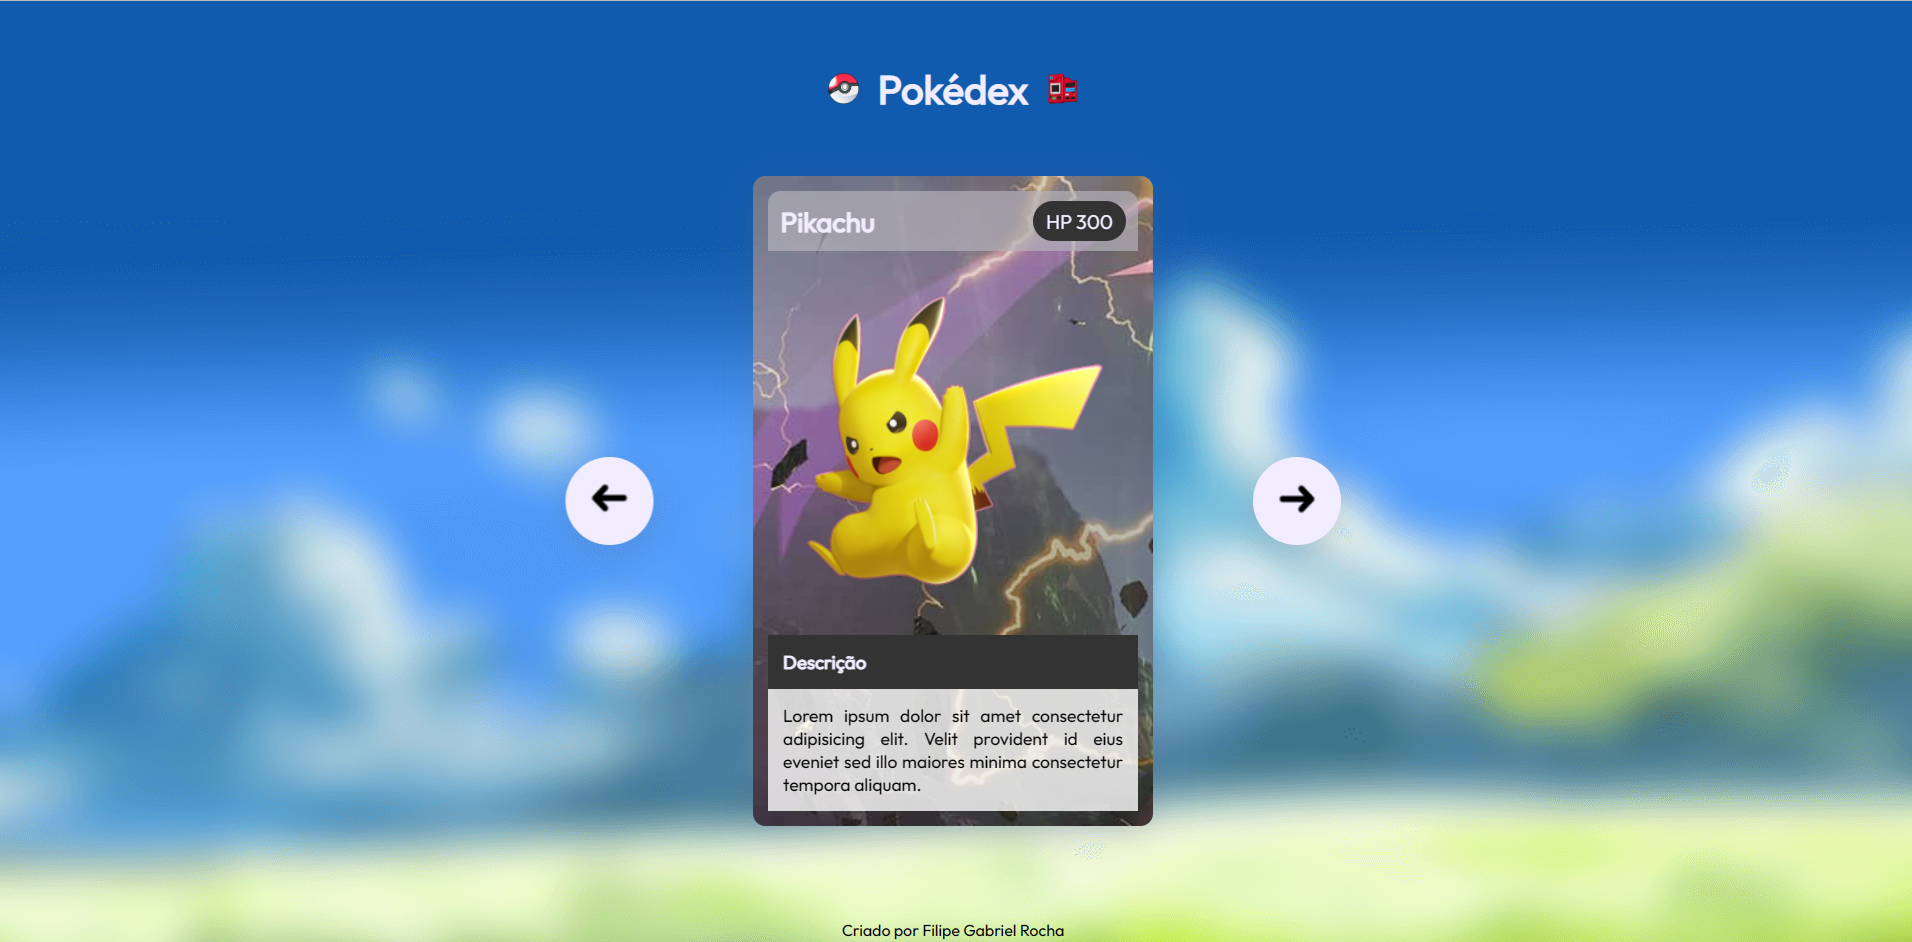 Pokédex
Pikachu
HP 300
Descrição
Lorem ipsum dolor sit amet consectetur
adipisicing elit. Velit provident id eius
eveniet sed illo maiores minima consectetur
tempora aliquam.
Criado por Filipe Gabriel Rocha